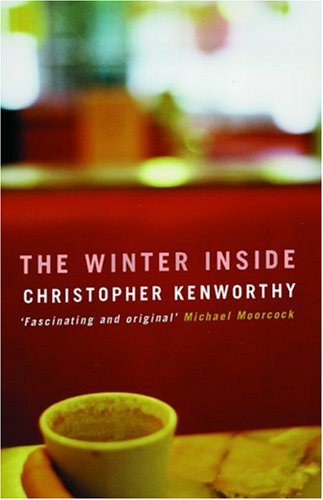 THE WINTER INSIDE
CHRISTOPHER KENWORTHY
‘Fascinating and original’ Michael Moorcock